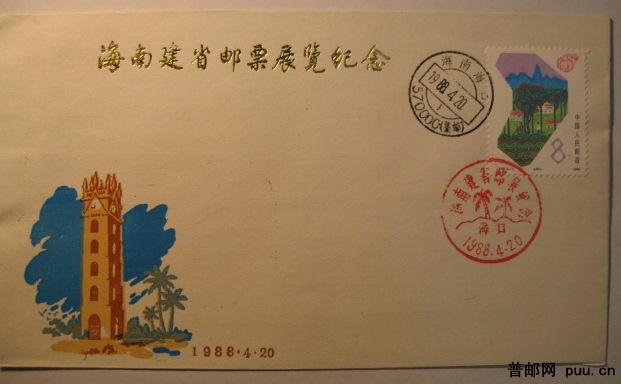 海南建省邮票展览纪念
海南海口
1988.4.20
570000
中国人民邮政
8
海南建省邮展纪念
海口
1988.4.20
1988·4·20
普邮网 puu.cn